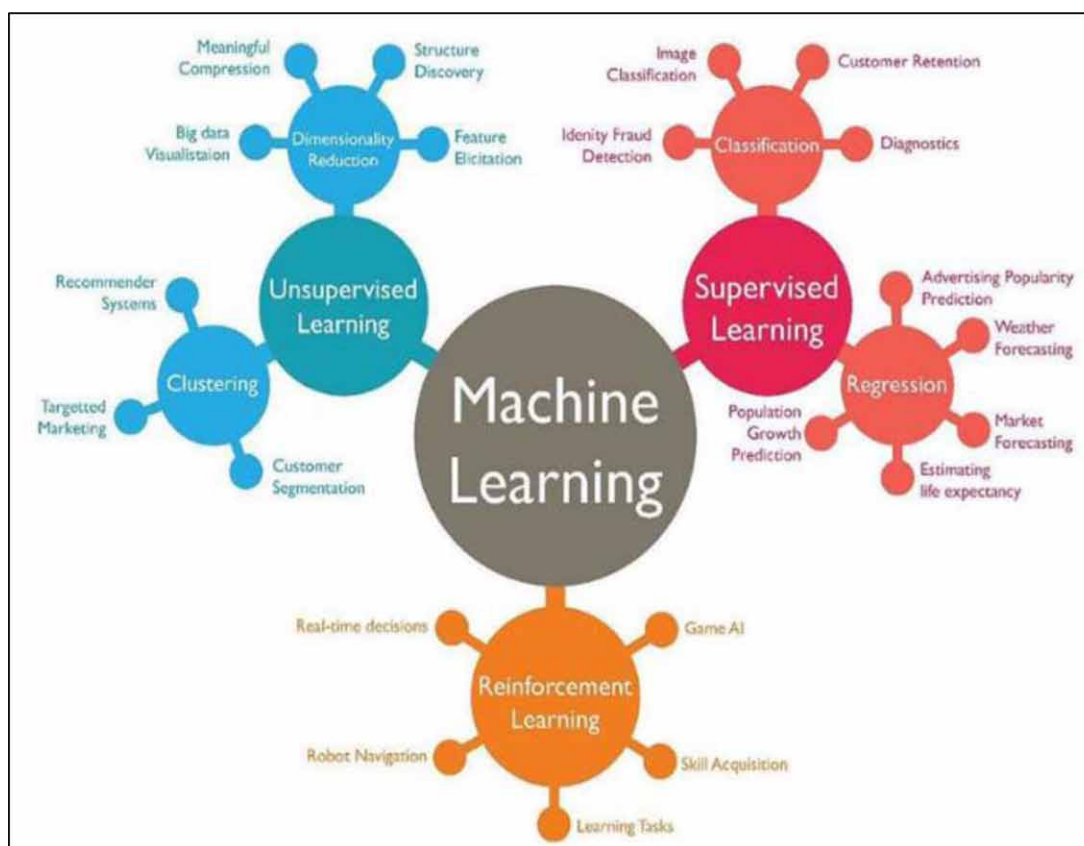 Meaningful
Compression
Structure
Discovery
Big data
Visualistaion
Dimensionality
Reduction
Feature
Elicitation
Image
Classification
Customer Retention
Idenity Fraud
Detection
Classification
Diagnostics
Recommender
Systems
Unsupervised
Learning
Clustering
Targetted
Marketing
Customer
Segmentation
Machine
Learning
Supervised
Learning
Advertising Popularity
Prediction
Weather
Forecasting
Regression
Population
Growth
Prediction
Market
Forecasting
Estimating
life expectancy
Real-time decisions
Game AI
Reinforcement
Learning
Robot Navigation
Skill Acquisition
Learning Tasks